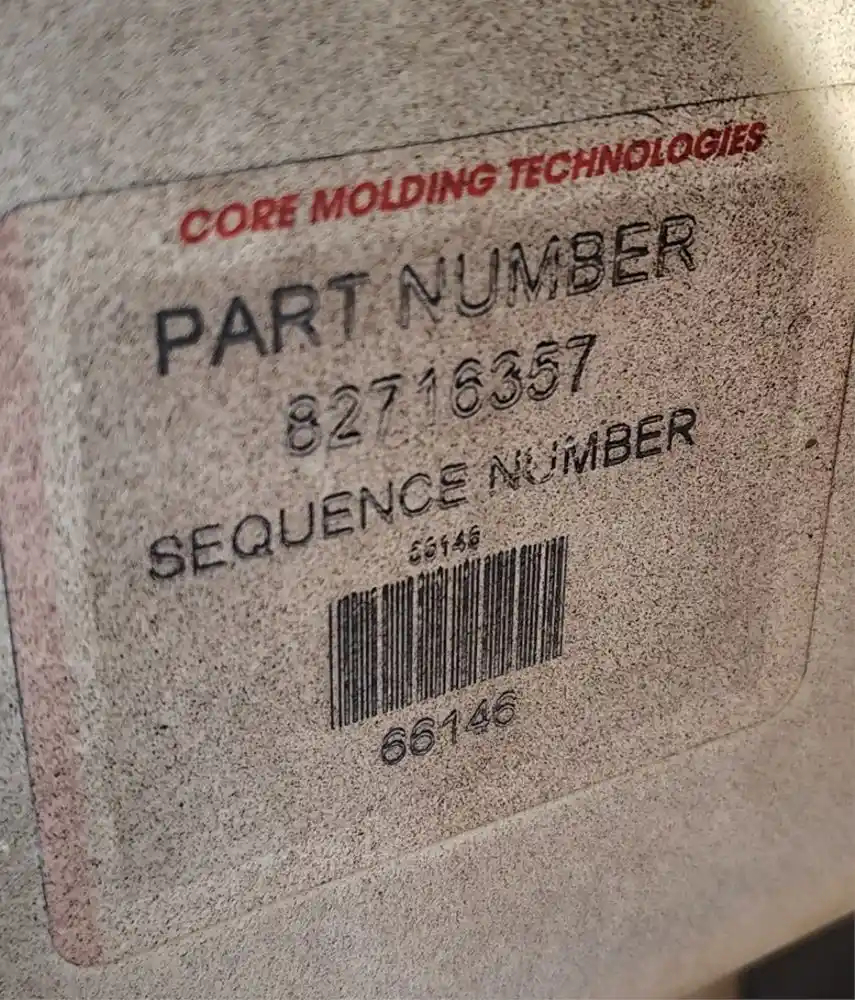 CORE MOLDING TECHNOLOGIES
PART NUMBER
82716357
SEQUENCE NUMBER
66146
66146